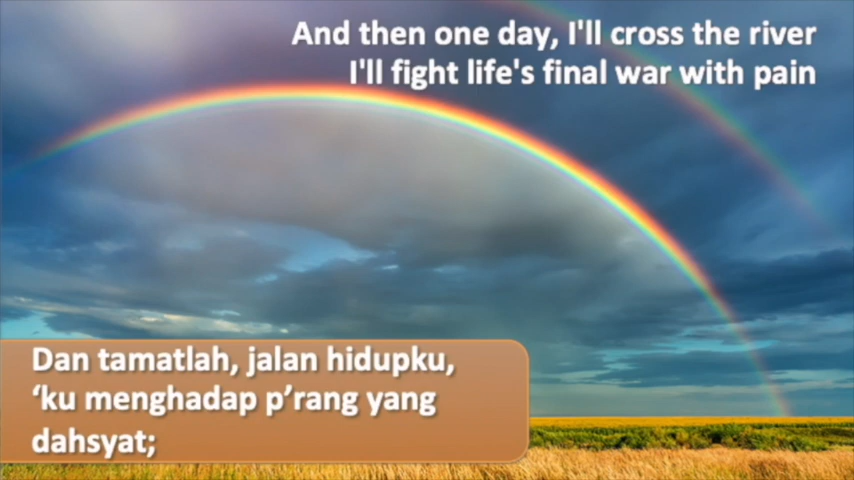 And then one day, I'll cross the river
I'll fight life's final war with pain
Dan tamatlah, jalan hidupku,
‘ku menghadap p’rang yang
dahsyat;